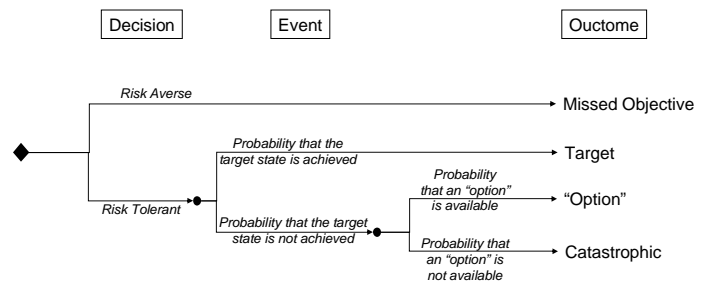 Decision
Event
Ouctome
Risk Averse
Missed Objective
Probability that the
target state is achieved
Target
Risk Tolerant
Probability that the target
state is not achieved
Probability
that an “option”
is available
“Option”
Probability that
an “option” is
not available
Catastrophic